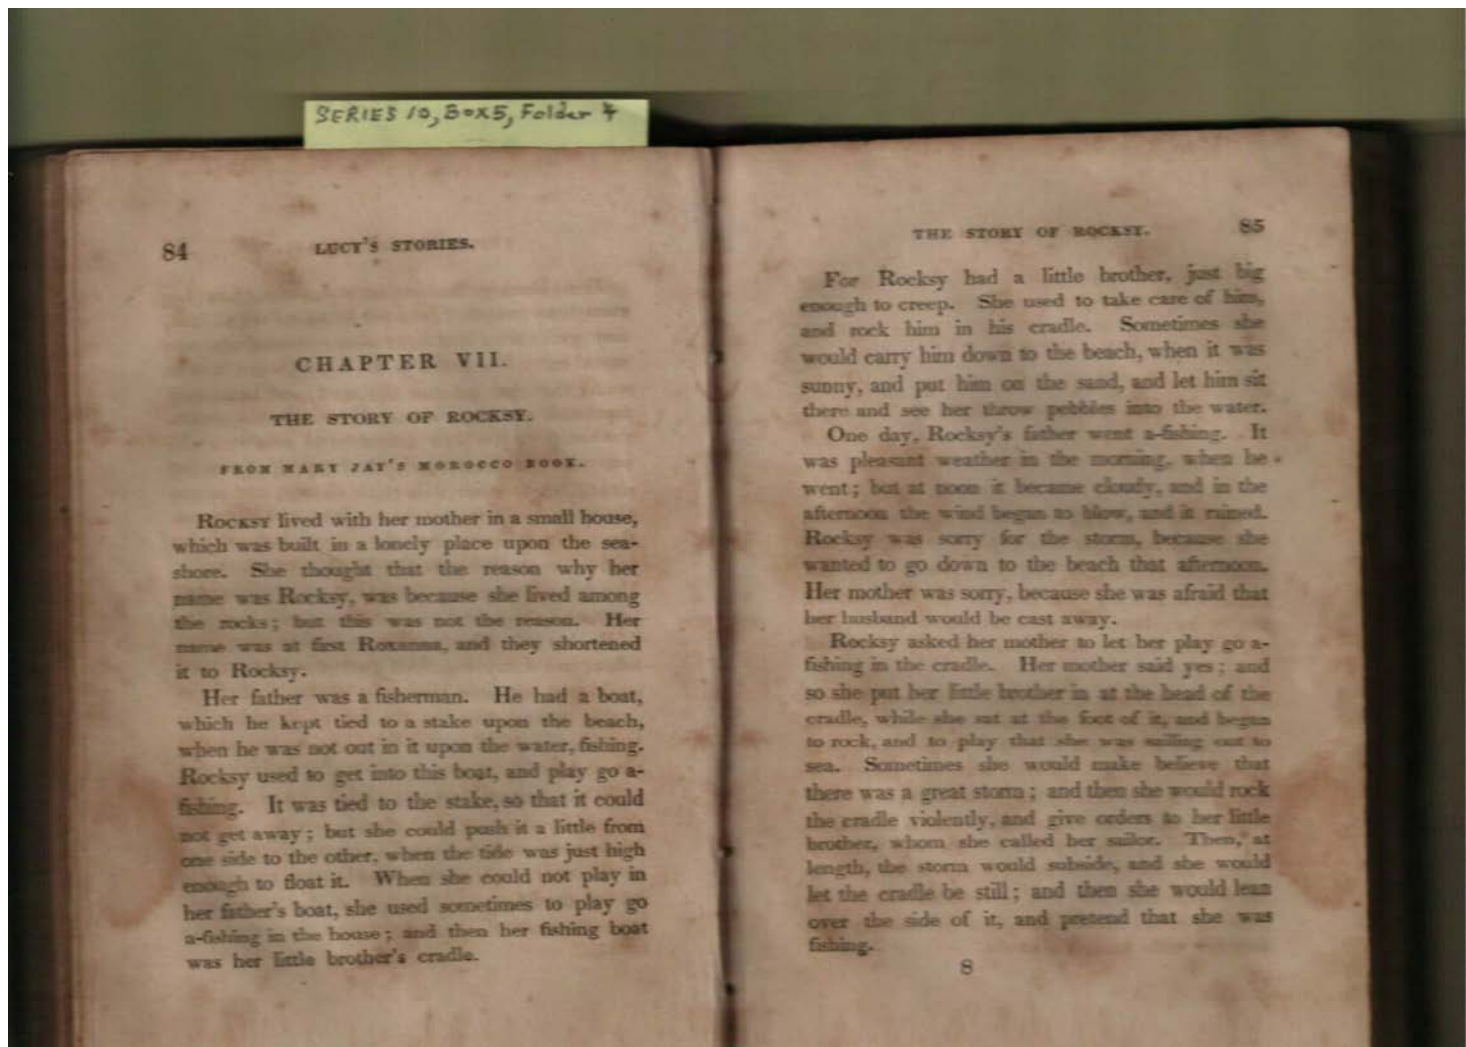 SERIES 10, BOX5, Folder 4
84
LUCY'S STORIES.
CHAPTER VII.
THE STORY OF ROCKSY.
FROM MARY JAY'S MOROCCO BOOK.
ROCKSY lived with her mother in a small house,
which was built in a lonely place upon the sea-
shore. She thought that the reason why her
name was Rocksy, was because she lived among
the rocks; but this was not the reason. Her
name was at first Roxanna, and they shortened
it to Rocksy.
Her father was a fisherman. He had a boat,
which he kept tied to a stake upon the beach,
when he was not out in it upon the water, fishing.
Rocksy used to get into this boat, and play go a-
fishing. It was tied to the stake, so that it could
not get away; but she could push it a little from
one side to the other, when the tide was just high
enough to float it. When she could not play in
her father's boat, she used sometimes to play go
a-fishing in the house; and then her fishing boat
was her little brother's cradle.
THE STORY OF ROCKSY.
85
For Rocksy had a little brother, just big
enough to creep. She used to take care of him,
and rock him in his cradle. Sometimes she
would carry him down to the beach, when it was
sunny, and put him on the sand, and let him sit
there and see her throw pebbles into the water.
One day, Rocksy's father went a-fishing. It
was pleasant weather in the morning, when he
went; but at noon it became cloudy, and in the
afternoon the wind began to blow, and it rained.
Rocksy was sorry for the storm, because she
wanted to go down to the beach that afternoon.
Her mother was sorry, because she was afraid that
her husband would be cast away.
Rocksy asked her mother to let her play go a-
fishing in the cradle. Her mother said yes; and
so she put her little brother in at the head of the
cradle, while she sat at the foot of it, and began
to rock, and to play that she was sailing out to
sea. Sometimes she would make believe that
there was a great storm; and then she would rock
the cradle violently, and give orders to her little
brother, whom she called her sailor. Then, at
length, the storm would subside, and she would
let the cradle be still; and then she would lean
over the side of it, and pretend that she was
fishing.
8